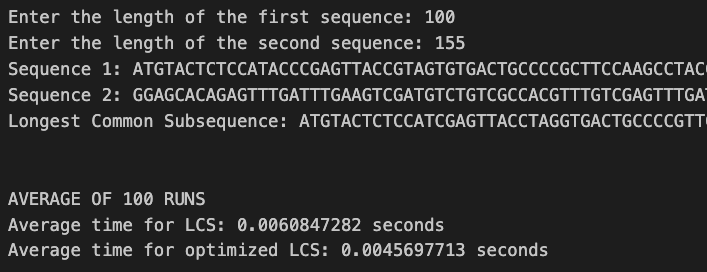 Enter the length of the first sequence: 100
Enter the length of the second sequence: 155
Sequence 1: ATGTACTCTCCATACCCGAGTTACCGTAGTGTGACTGCCCCGCTTCCAAGCCTAC
Sequence 2: GGAGCACAGAGTTTGATTTGAAGTCGATGTCTGTCGCCACGTTTGTCGAGTTTGAT
Longest Common Subsequence: ATGTACTCTCCATCGAGTTACCTAGGTGACTGCCCCGTT
AVERAGE OF 100 RUNS
Average time for LCS: 0.0060847282 seconds
Average time for optimized LCS: 0.0045697713 seconds